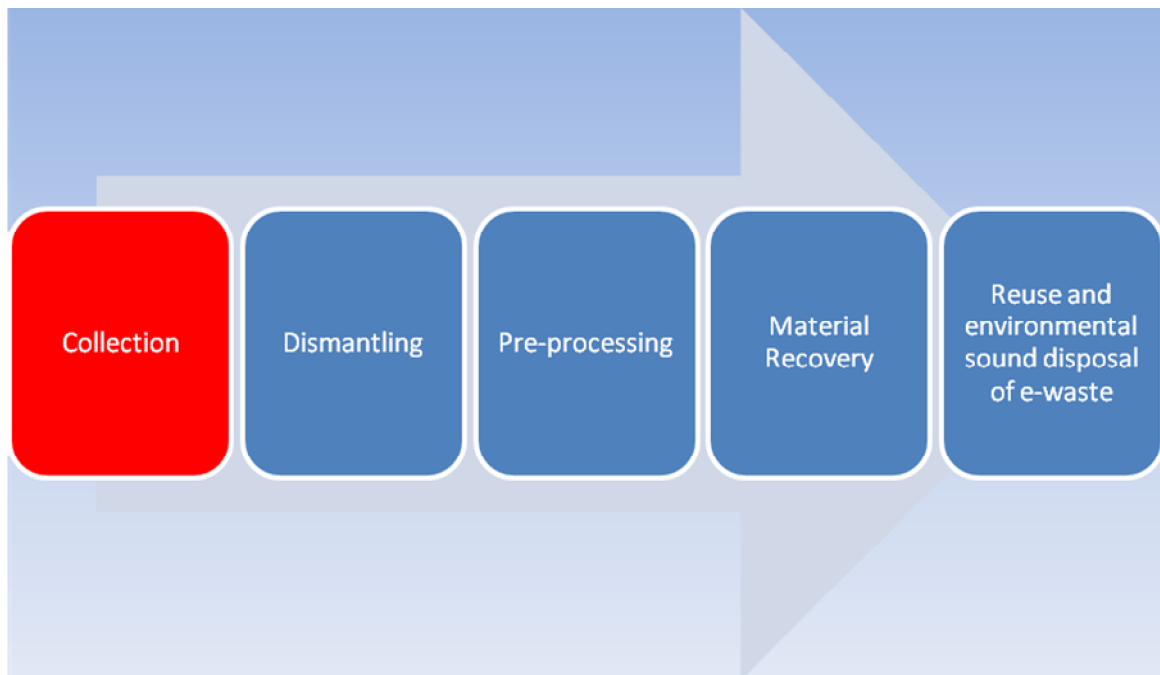 Collection
Dismantling
Pre-processing
Material
Recovery
Reuse and
environmental
sound disposal
of e-waste